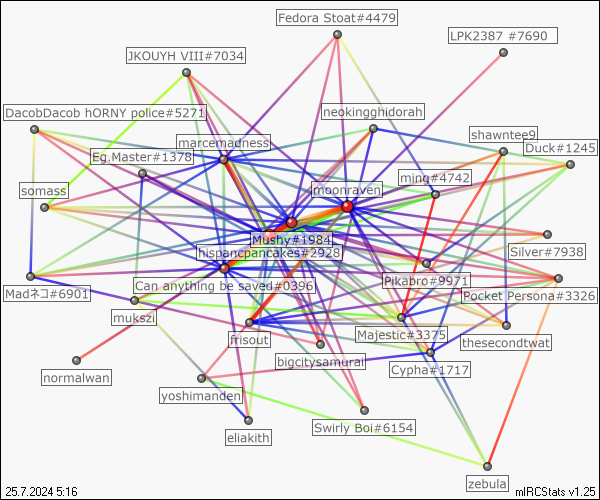 Fedora Stoat#4479
LPK2387 #7690
JKOUYH VIII#7034
DacobDacob hORNY police#5271
neokingghidorah
marcemadness
shawntee9
Duck#1245
Eg.Master#1378
ming#4742
somass
moonraven
Mushy#1984
Silver#7938
hispancpancakes#2928
Pikabro#9971
Can anything be saved#0396
Madネコ#6901
Pocket Persona#3326
mukszi
frisout
Majestic#3375
thesecondtwat
bigcitysamurai
Cypha#1717
normalwan
yoshimanden
Swirly Boi#6154
eliakith
zebula
25.7.2024 5:16
mIRCStats v1.25